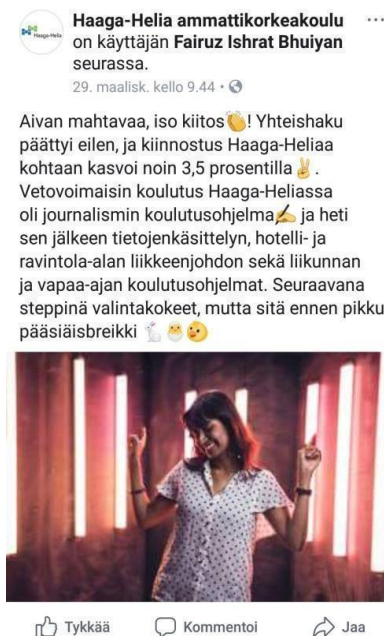 Haaga-Helia ammattikorkeakoulu
on käyttäjän Fairuz Ishrat Bhuiyan
seurassa.
29. maalisk. kello 9.44 •
Haaga-Helia
Aivan mahtavaa, iso kiitos👏! Yhteishaku
päättyi eilen, ja kiinnostus Haaga-Heliaa
kohtaan kasvoi noin 3,5 prosentilla✌.
Vetovoimaisin koulutus Haaga-Heliassa
oli journalismin koulutusohjelma✍ ja heti
sen jälkeen tietojenkäsittelyn, hotelli- ja
ravintola-alan liikkeenjohdon sekä liikunnan
ja vapaa-ajan koulutusohjelmat. Seuraavana
steppinä valintakokeet, mutta sitä ennen pikku
pääsiäisbreikki 🐇🐣🐤
Tykkää
Kommentoi
Jaa